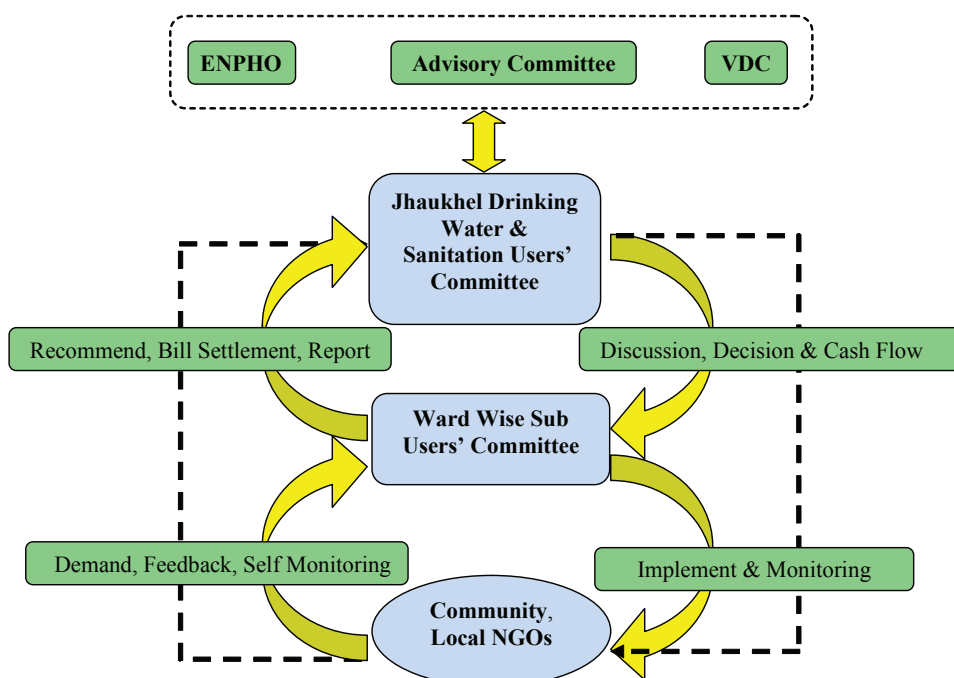 ENPHO
Advisory Committee
VDC
Jhaukhel Drinking
Water &
Sanitation Users’
Committee
Recommend, Bill Settlement, Report
Discussion, Decision & Cash Flow
Ward Wise Sub
Users’ Committee
Demand, Feedback, Self Monitoring
Implement & Monitoring
Community,
Local NGOs